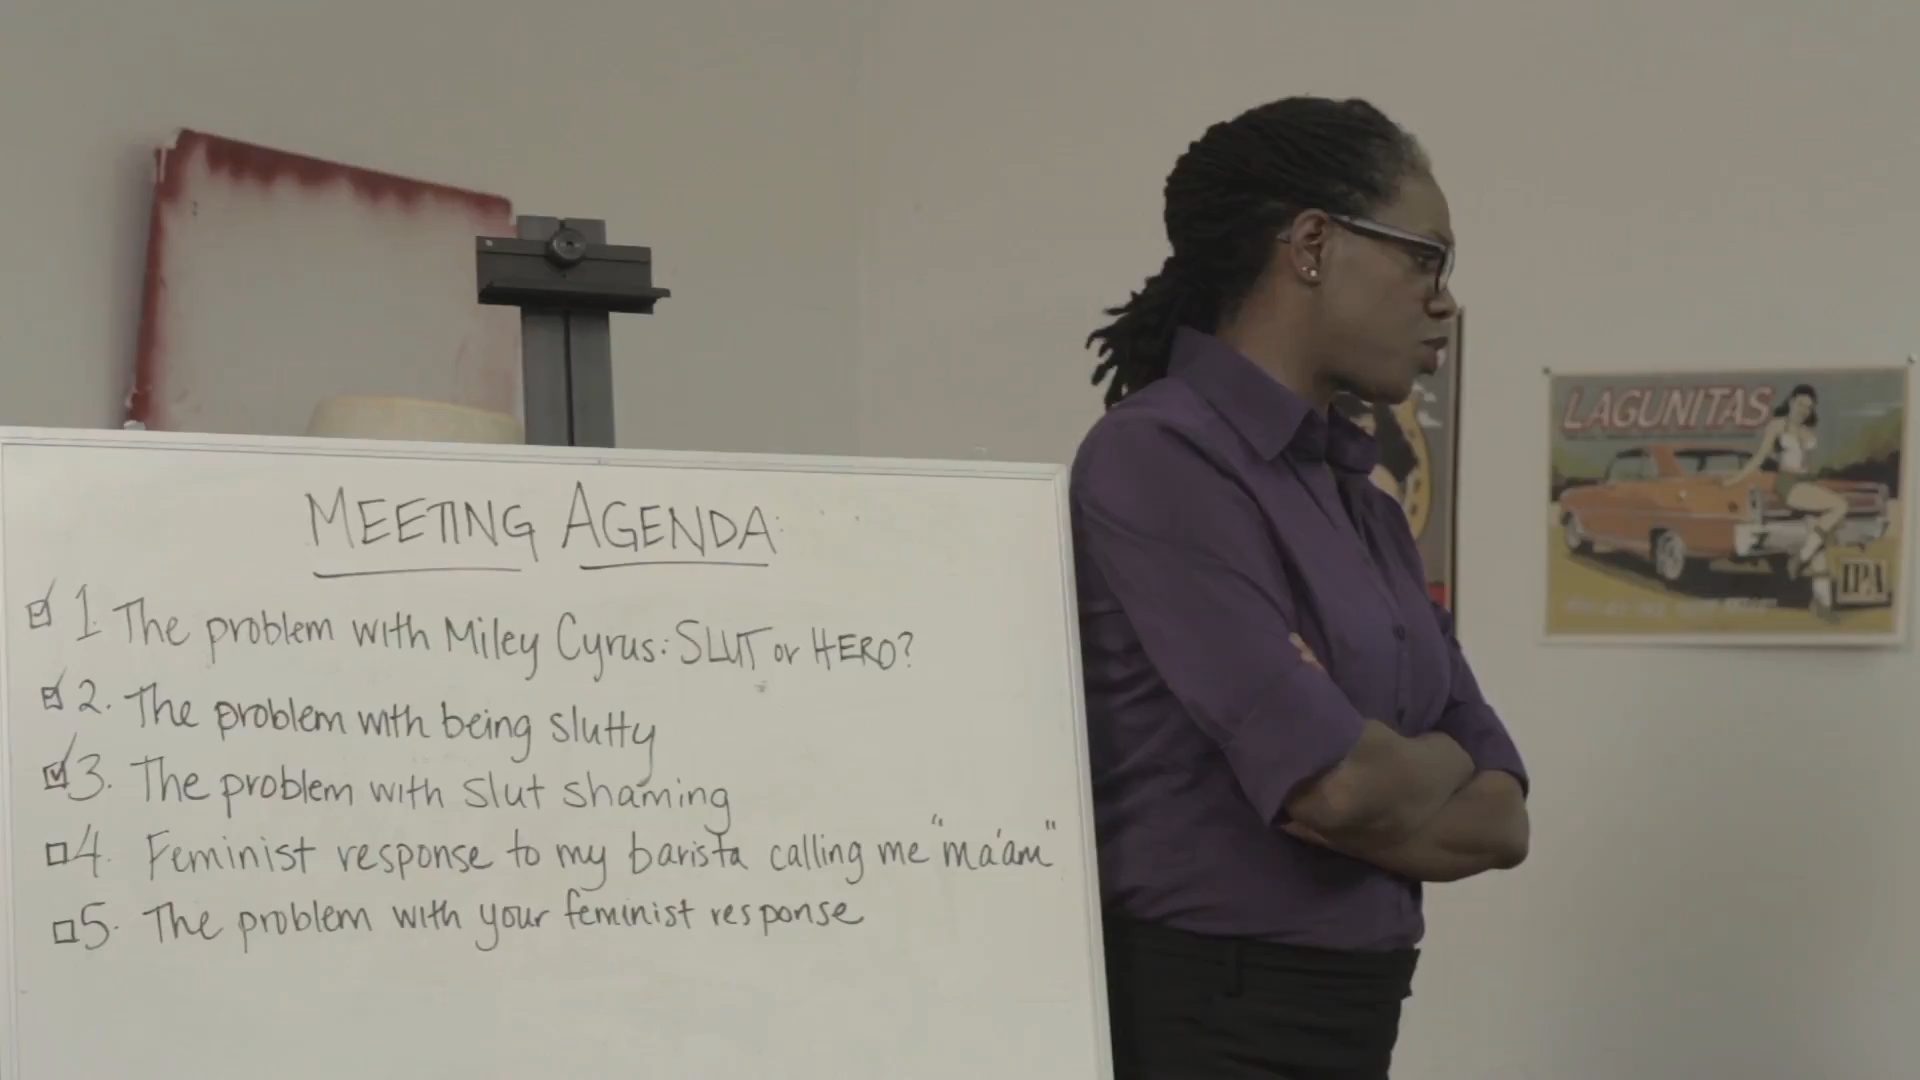 MEETING AGENDA:
1. The problem with Miley Cyrus: SLUT or HERO?
2. The problem with being slutty
3. The problem with slut shaming
4. Feminist response to my barista calling me "ma'am"
5. The problem with your feminist response
LAGUNITAS
IPA